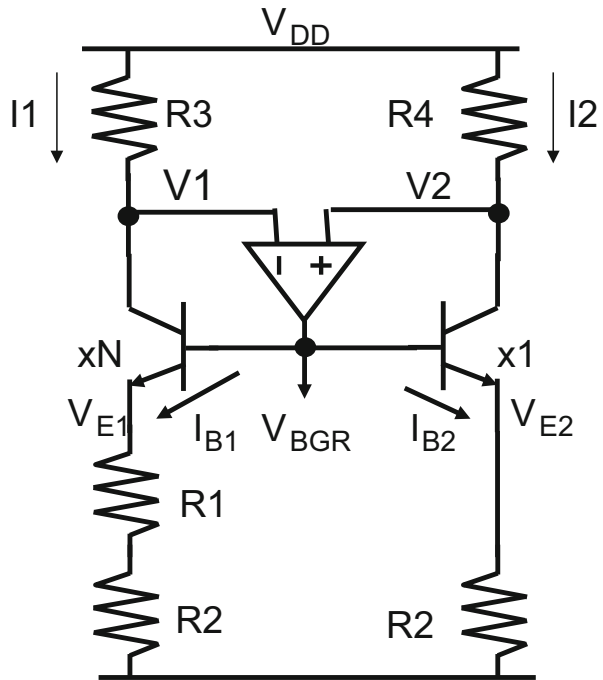 VDD
I1 R3 R4 I2
V1 V2
- +
xN x1
VE1 IB1 VBGR IB2 VE2
R1
R2 R2